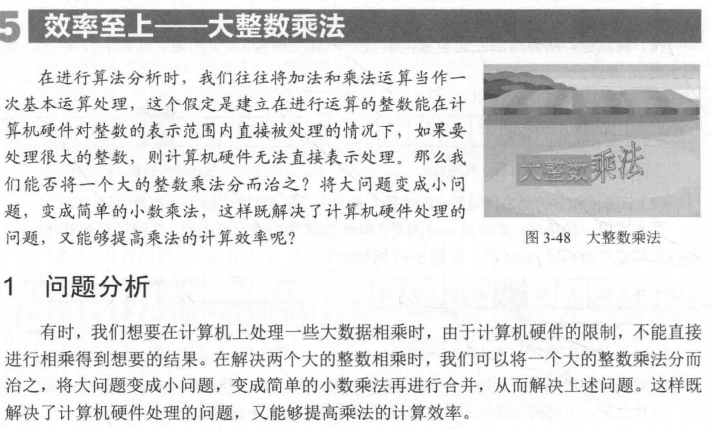 5 效率至上——大整数乘法
在进行算法分析时，我们往往将加法和乘法运算当作一
次基本运算处理，这个假定是建立在进行运算的整数能在计
算机硬件对整数的表示范围内直接被处理的情况下，如果要
处理很大的整数，则计算机硬件无法直接表示处理。那么我
们能否将一个大的整数乘法分而治之？将大问题变成小问
题，变成简单的小数乘法，这样既解决了计算机硬件处理的
问题，又能够提高乘法的计算效率呢？
大整数乘法
图 3-48 大整数乘法
1 问题分析
有时，我们想要在计算机上处理一些大数据相乘时，由于计算机硬件的限制，不能直接
进行相乘得到想要的结果。在解决两个大的整数相乘时，我们可以将一个大的整数乘法分而
治之，将大问题变成小问题，变成简单的小数乘法再进行合并，从而解决上述问题。这样既
解决了计算机硬件处理的问题，又能够提高乘法的计算效率。